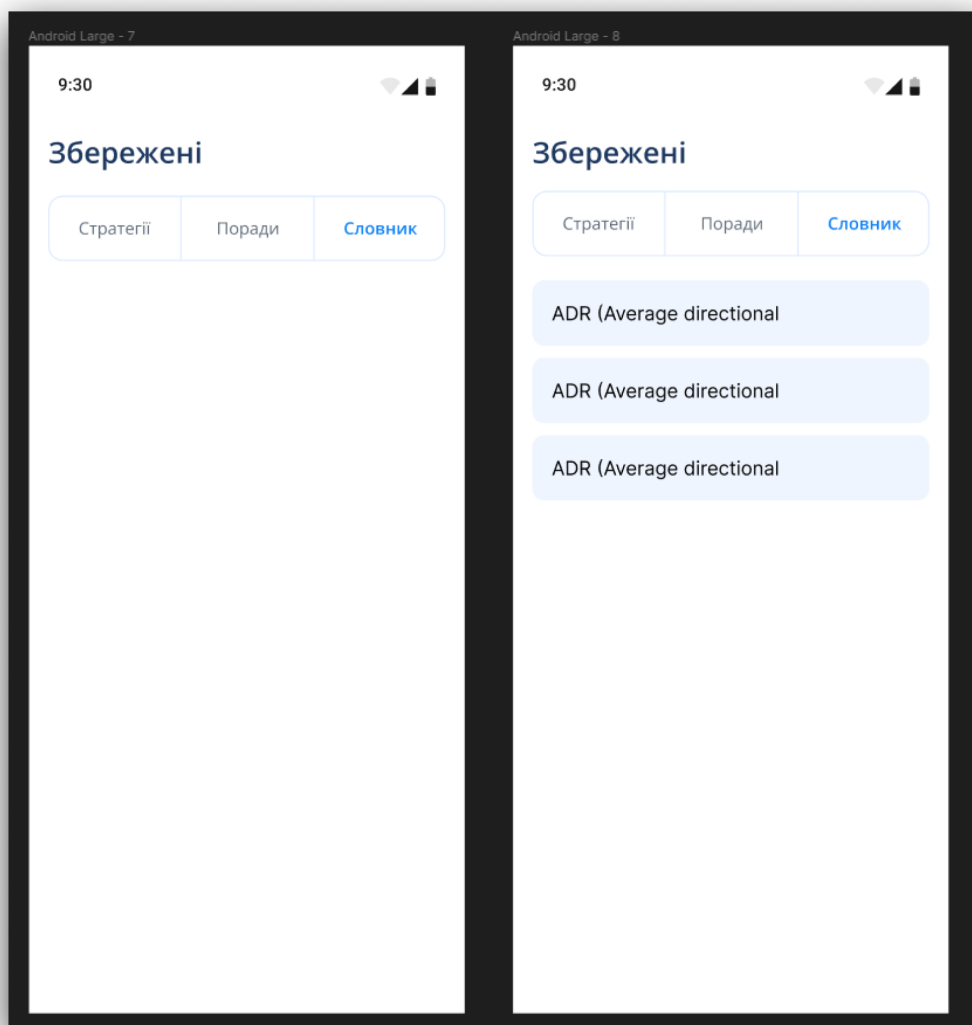 Android Large - 7
9:30
Збережені
Стратегії
Поради
Словник
Android Large - 8
9:30
Збережені
Стратегії
Поради
Словник
ADR (Average directional
ADR (Average directional
ADR (Average directional